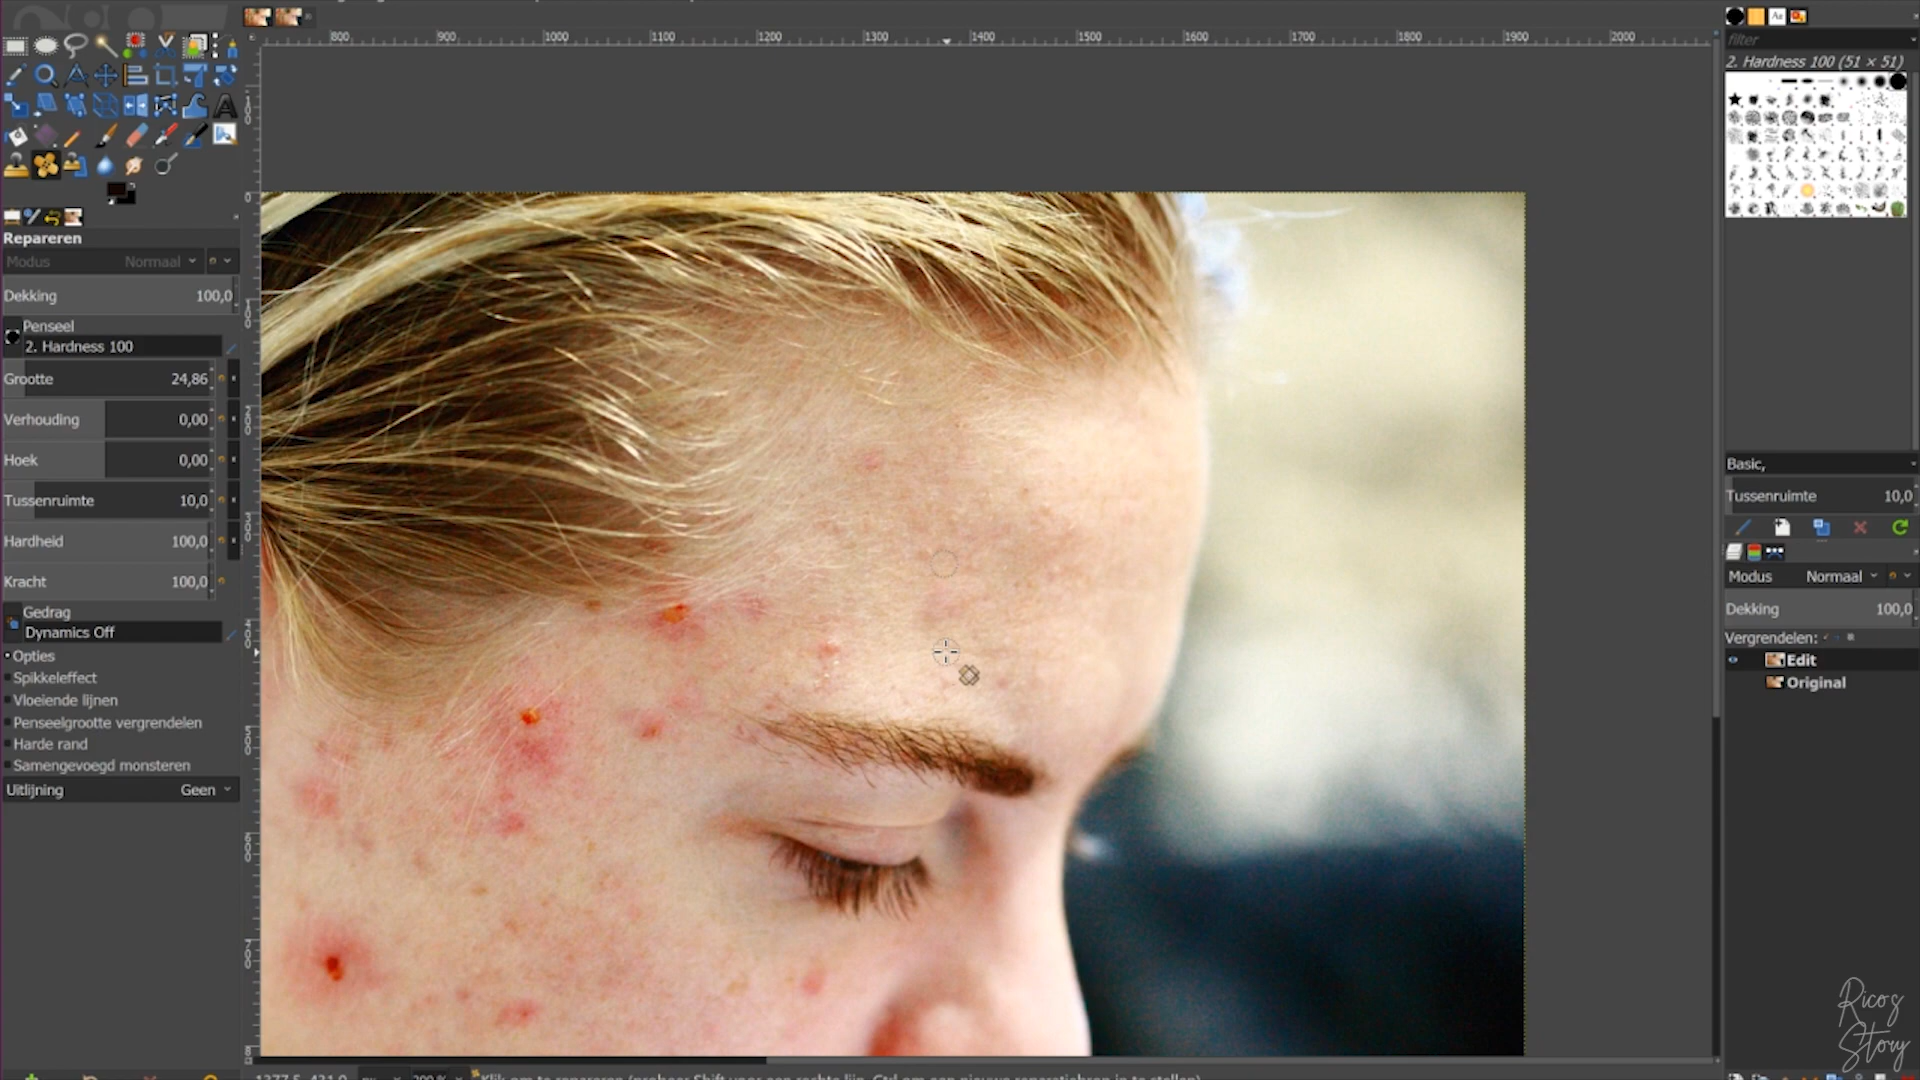 800 900 1000 1100 1200 1300 1400 1500 1600 1700 1800 1900 2000
filter
2. Hardness 100 (51 × 51)
Repareren
Modus Normaal
Dekking 100,0
Penseel
2. Hardness 100
Grootte 24,86
Verhouding 0,00
Hoek 0,00
Tussenruimte 10,0
Hardheid 100,0
Kracht 100,0
Gedrag
Dynamics Off
Opties
Spikkeleffect
Vloeiende lijnen
Penseelgrootte vergrendelen
Harde rand
Samengevoegd monsteren
Uitlijning Geen
Basic,
Tussenruimte 10,0
Modus Normaal
Dekking 100,0
Vergrendelen:
Edit
Original
Ricos
Story